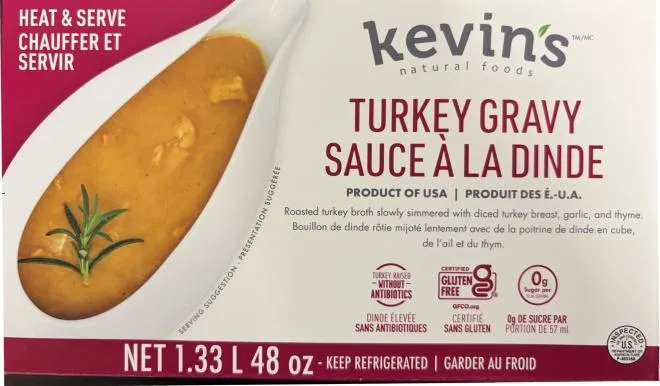 HEAT & SERVE
CHAUFFER ET
SERVIR
kevin's TM/MC
natural foods
TURKEY GRAVY
SAUCE À LA DINDE
PRODUCT OF USA | PRODUIT DES É.-U.A.
Roasted turkey broth slowly simmered with diced turkey breast, garlic, and thyme.
Bouillon de dinde rôtie mijoté lentement avec de la poitrine de dinde en cube,
de l'ail et du thym.
SERVING SUGGESTION - PRÉSENTATION SUGGÉRÉE
TURKEY RAISED
WITHOUT
ANTIBIOTICS
DINDE ÉLEVÉE
SANS ANTIBIOTIQUES
CERTIFIED
GLUTEN
FREE
GFCO.org
CERTIFIÉ
SANS GLUTEN
0g
Sugar per
0g DE SUCRE PAR
PORTION DE 57 ml
INSPECTED
U.S.
DEPARTMENT OF
AGRICULTURE
NET 1.33 L 48 oz - KEEP REFRIGERATED | GARDER AU FROID